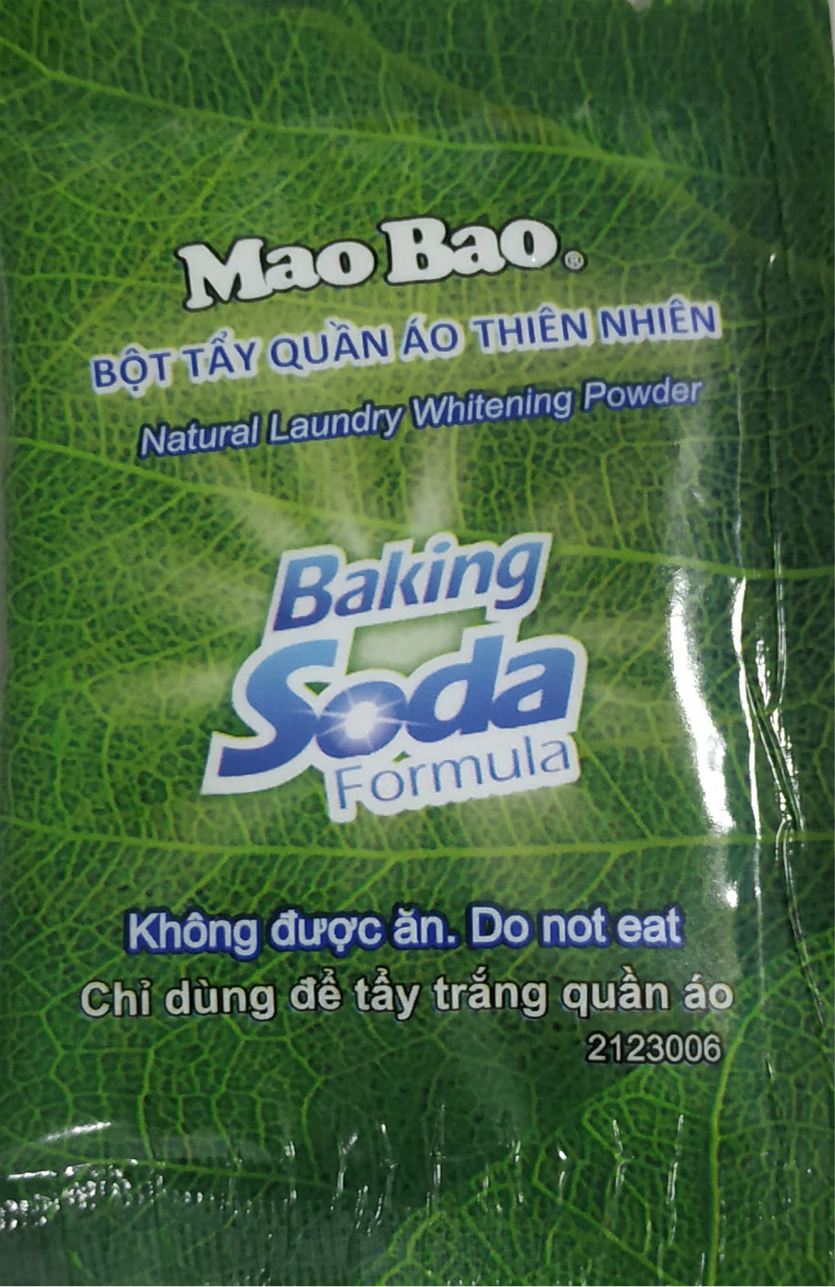 Mao Bao®
BỘT TẨY QUẦN ÁO THIÊN NHIÊN
Natural Laundry Whitening Powder
Baking
Soda
Formula
Không được ăn. Do not eat
Chỉ dùng để tẩy trắng quần áo
2123006